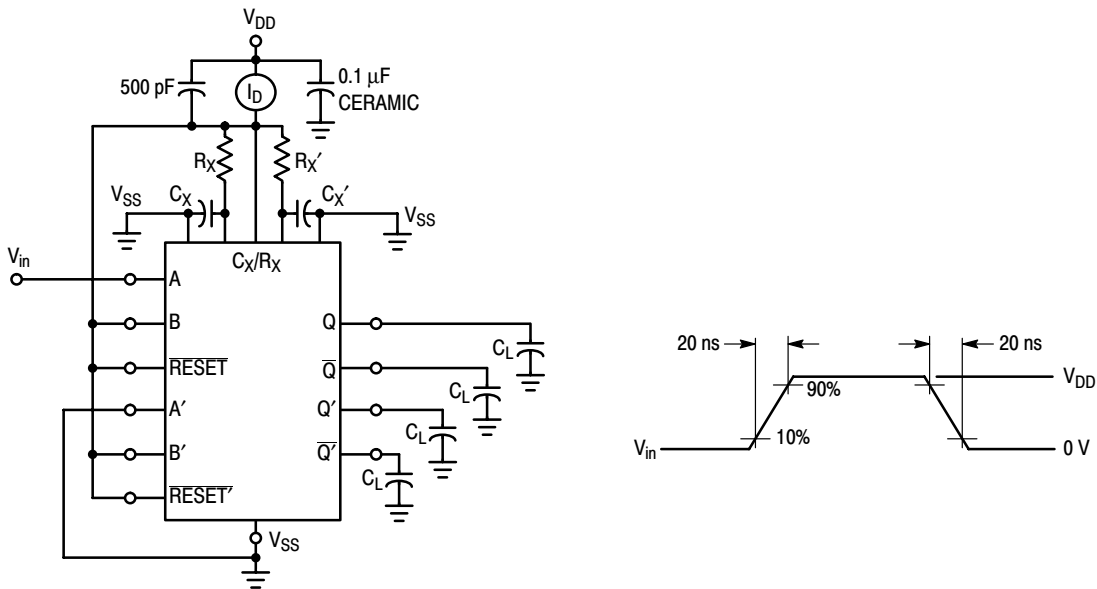 V_DD
500 pF
I_D
0.1 μF
CERAMIC
R_X
R_X′
V_SS
C_X
C_X′
V_SS
C_X/R_X
V_in
A
B
RESET
A′
B′
RESET′
Q
Q
Q′
Q′
C_L
C_L
C_L
C_L
V_SS
20 ns
20 ns
V_DD
90%
10%
V_in
0 V